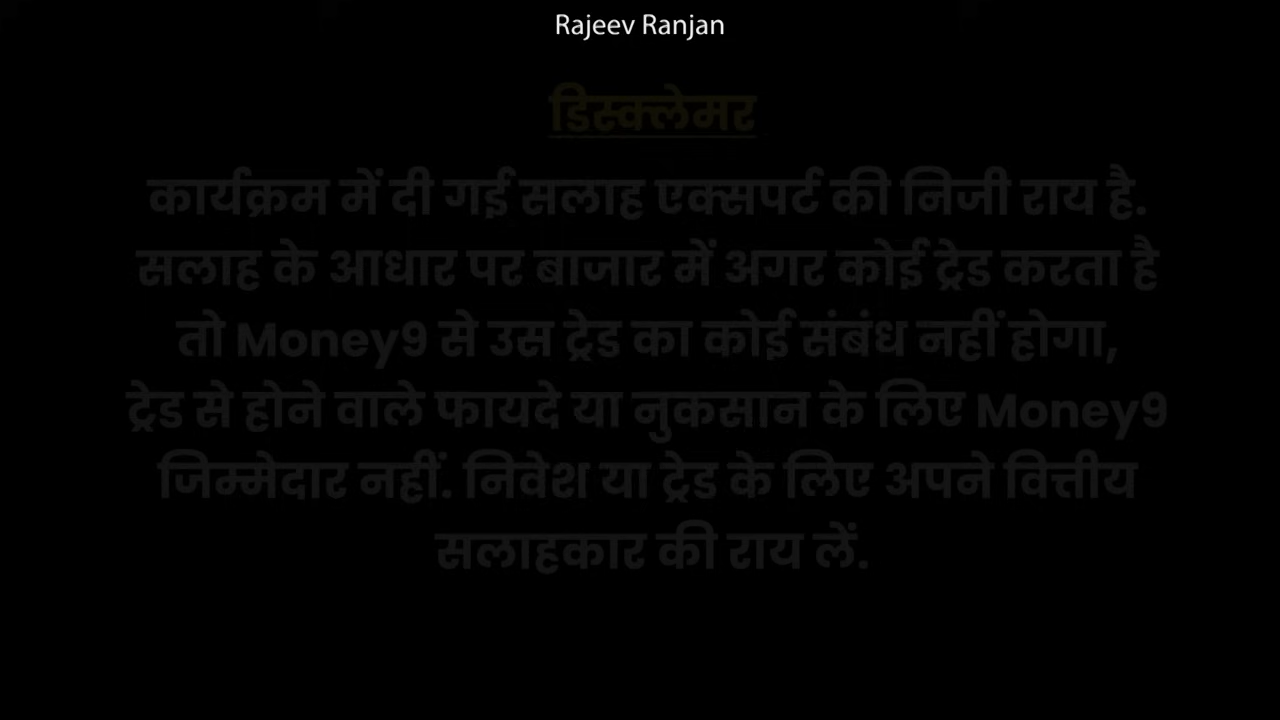 Rajeev Ranjan
डिस्क्लेमर
कार्यक्रम में दी गई सलाह एक्सपर्ट की निजी राय है.
सलाह के आधार पर बाजार में अगर कोई ट्रेड करता है
तो Money9 से उस ट्रेड का कोई संबंध नहीं होगा,
ट्रेड से होने वाले फायदे या नुकसान के लिए Money9
जिम्मेदार नहीं. निवेश या ट्रेड के लिए अपने वित्तीय
सलाहकार की राय लें.